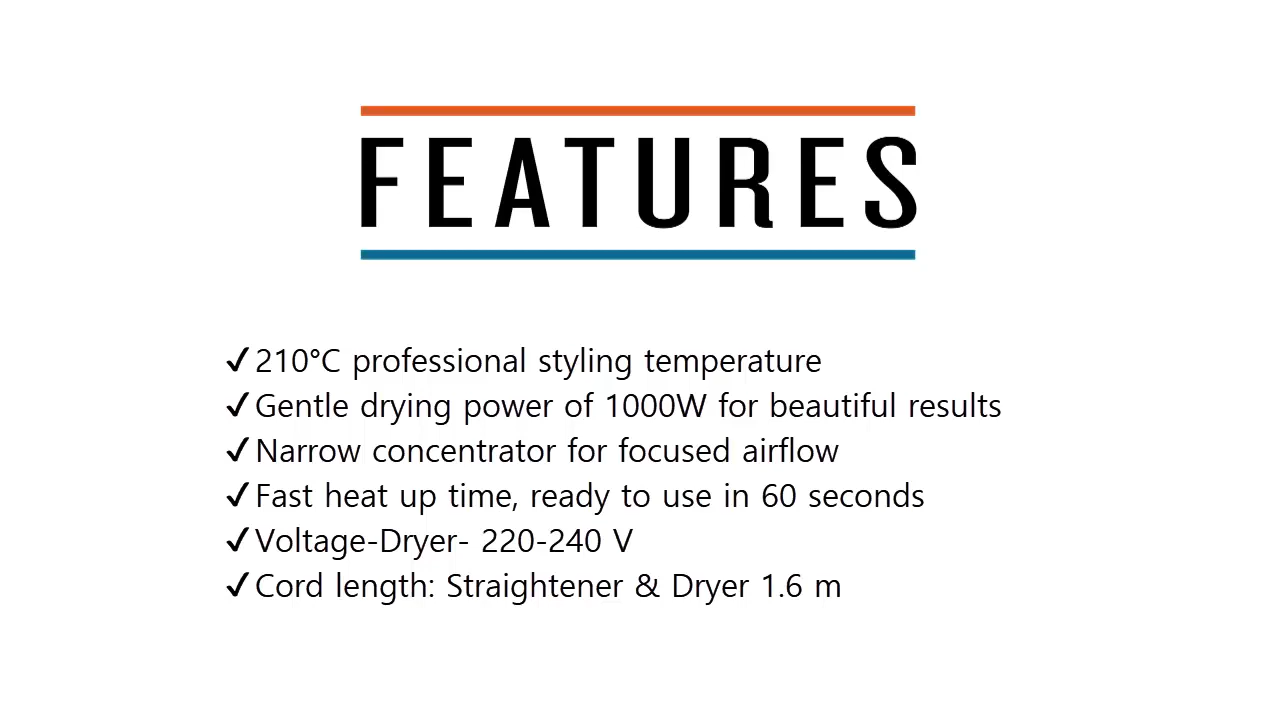 FEATURES
✓210°C professional styling temperature
✓Gentle drying power of 1000W for beautiful results
✓Narrow concentrator for focused airflow
✓Fast heat up time, ready to use in 60 seconds
✓Voltage-Dryer- 220-240 V
✓Cord length: Straightener & Dryer 1.6 m